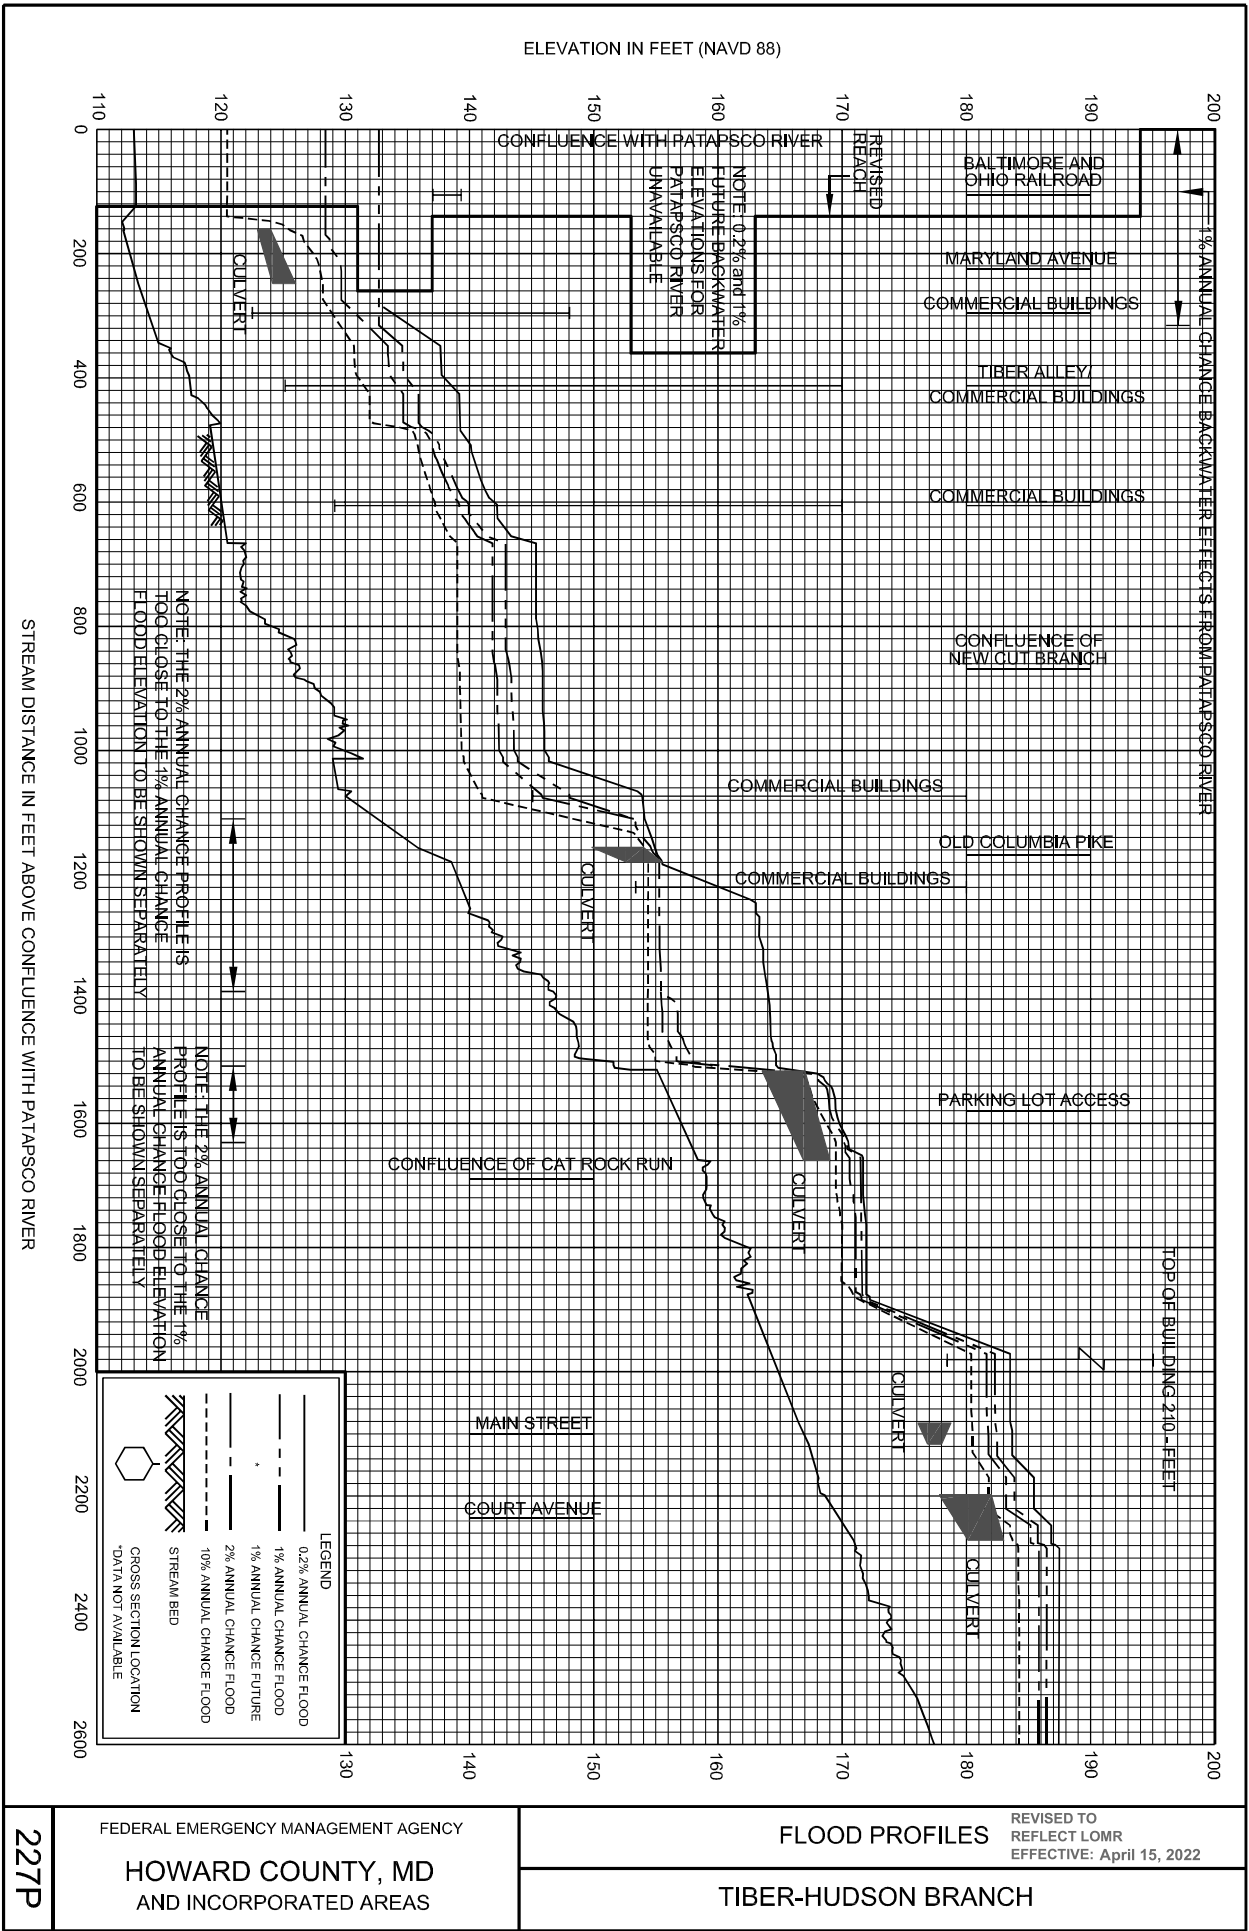 ELEVATION IN FEET (NAVD 88)
110
120
130
140
150
160
170
180
190
200
CONFLUENCE WITH PATAPSCO RIVER
REVISED
REACH
BALTIMORE AND
OHIO RAILROAD
1% ANNUAL CHANGE BACKWATER EFFECTS FROM PATAPSCO RIVER
NOTE: 0.2% and 1%
FUTURE BACKWATER
ELEVATIONS FOR
PATAPSCO RIVER
UNAVAILABLE
MARYLAND AVENUE
CULVERT
COMMERCIAL BUILDINGS
TIBER ALLEY/
COMMERCIAL BUILDINGS
COMMERCIAL BUILDINGS
CONFLUENCE OF
NEW CUT BRANCH
NOTE: THE 2% ANNUAL CHANCE PROFILE IS
TOO CLOSE TO THE 1% ANNUAL CHANCE
FLOOD ELEVATION TO BE SHOWN SEPARATELY
COMMERCIAL BUILDINGS
OLD COLUMBIA PIKE
COMMERCIAL BUILDINGS
CULVERT
PARKING LOT ACCESS
CONFLUENCE OF CAT ROCK RUN
CULVERT
NOTE: THE 2% ANNUAL CHANCE
PROFILE IS TOO CLOSE TO THE 1%
ANNUAL CHANCE FLOOD ELEVATION
TO BE SHOWN SEPARATELY
TOP OF BUILDING 210 - FEET
CULVERT
MAIN STREET
COURT AVENUE
CULVERT
0
200
400
600
800
1000
1200
1400
1600
1800
2000
2200
2400
2600
STREAM DISTANCE IN FEET ABOVE CONFLUENCE WITH PATAPSCO RIVER
LEGEND
0.2% ANNUAL CHANCE FLOOD
1% ANNUAL CHANCE FLOOD
* 1% ANNUAL CHANCE FUTURE
2% ANNUAL CHANCE FLOOD
10% ANNUAL CHANCE FLOOD
STREAM BED
CROSS SECTION LOCATION
*DATA NOT AVAILABLE
130
140
150
160
170
180
190
200
227P
FEDERAL EMERGENCY MANAGEMENT AGENCY
HOWARD COUNTY, MD
AND INCORPORATED AREAS
FLOOD PROFILES
REVISED TO
REFLECT LOMR
EFFECTIVE: April 15, 2022
TIBER-HUDSON BRANCH